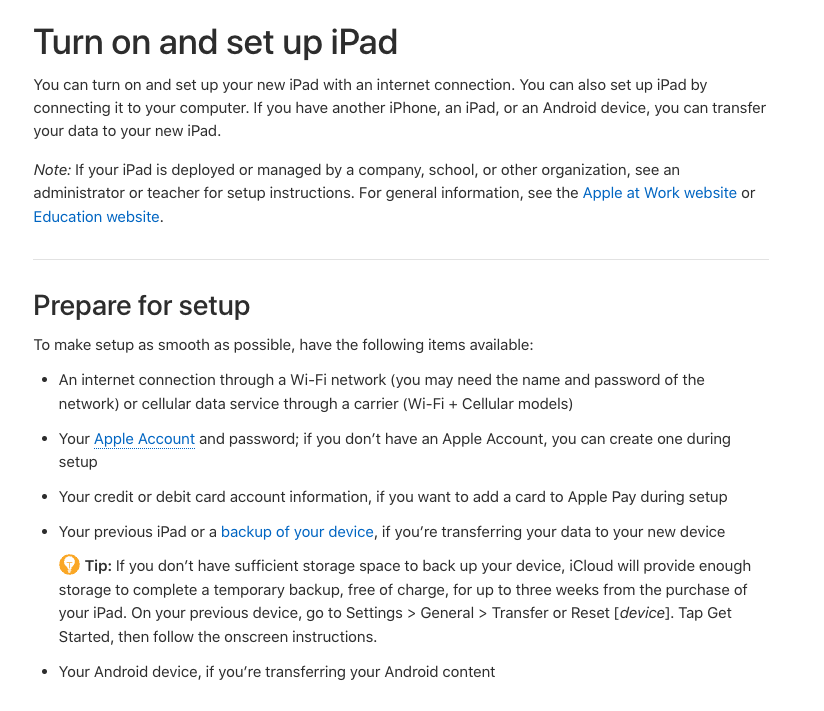 Turn on and set up iPad
You can turn on and set up your new iPad with an internet connection. You can also set up iPad by
connecting it to your computer. If you have another iPhone, an iPad, or an Android device, you can transfer
your data to your new iPad.
Note: If your iPad is deployed or managed by a company, school, or other organization, see an
administrator or teacher for setup instructions. For general information, see the Apple at Work website or
Education website.
Prepare for setup
To make setup as smooth as possible, have the following items available:
• An internet connection through a Wi-Fi network (you may need the name and password of the
network) or cellular data service through a carrier (Wi-Fi + Cellular models)
• Your Apple Account and password; if you don’t have an Apple Account, you can create one during
setup
• Your credit or debit card account information, if you want to add a card to Apple Pay during setup
• Your previous iPad or a backup of your device, if you’re transferring your data to your new device
Tip: If you don’t have sufficient storage space to back up your device, iCloud will provide enough
storage to complete a temporary backup, free of charge, for up to three weeks from the purchase of
your iPad. On your previous device, go to Settings > General > Transfer or Reset [device]. Tap Get
Started, then follow the onscreen instructions.
• Your Android device, if you’re transferring your Android content